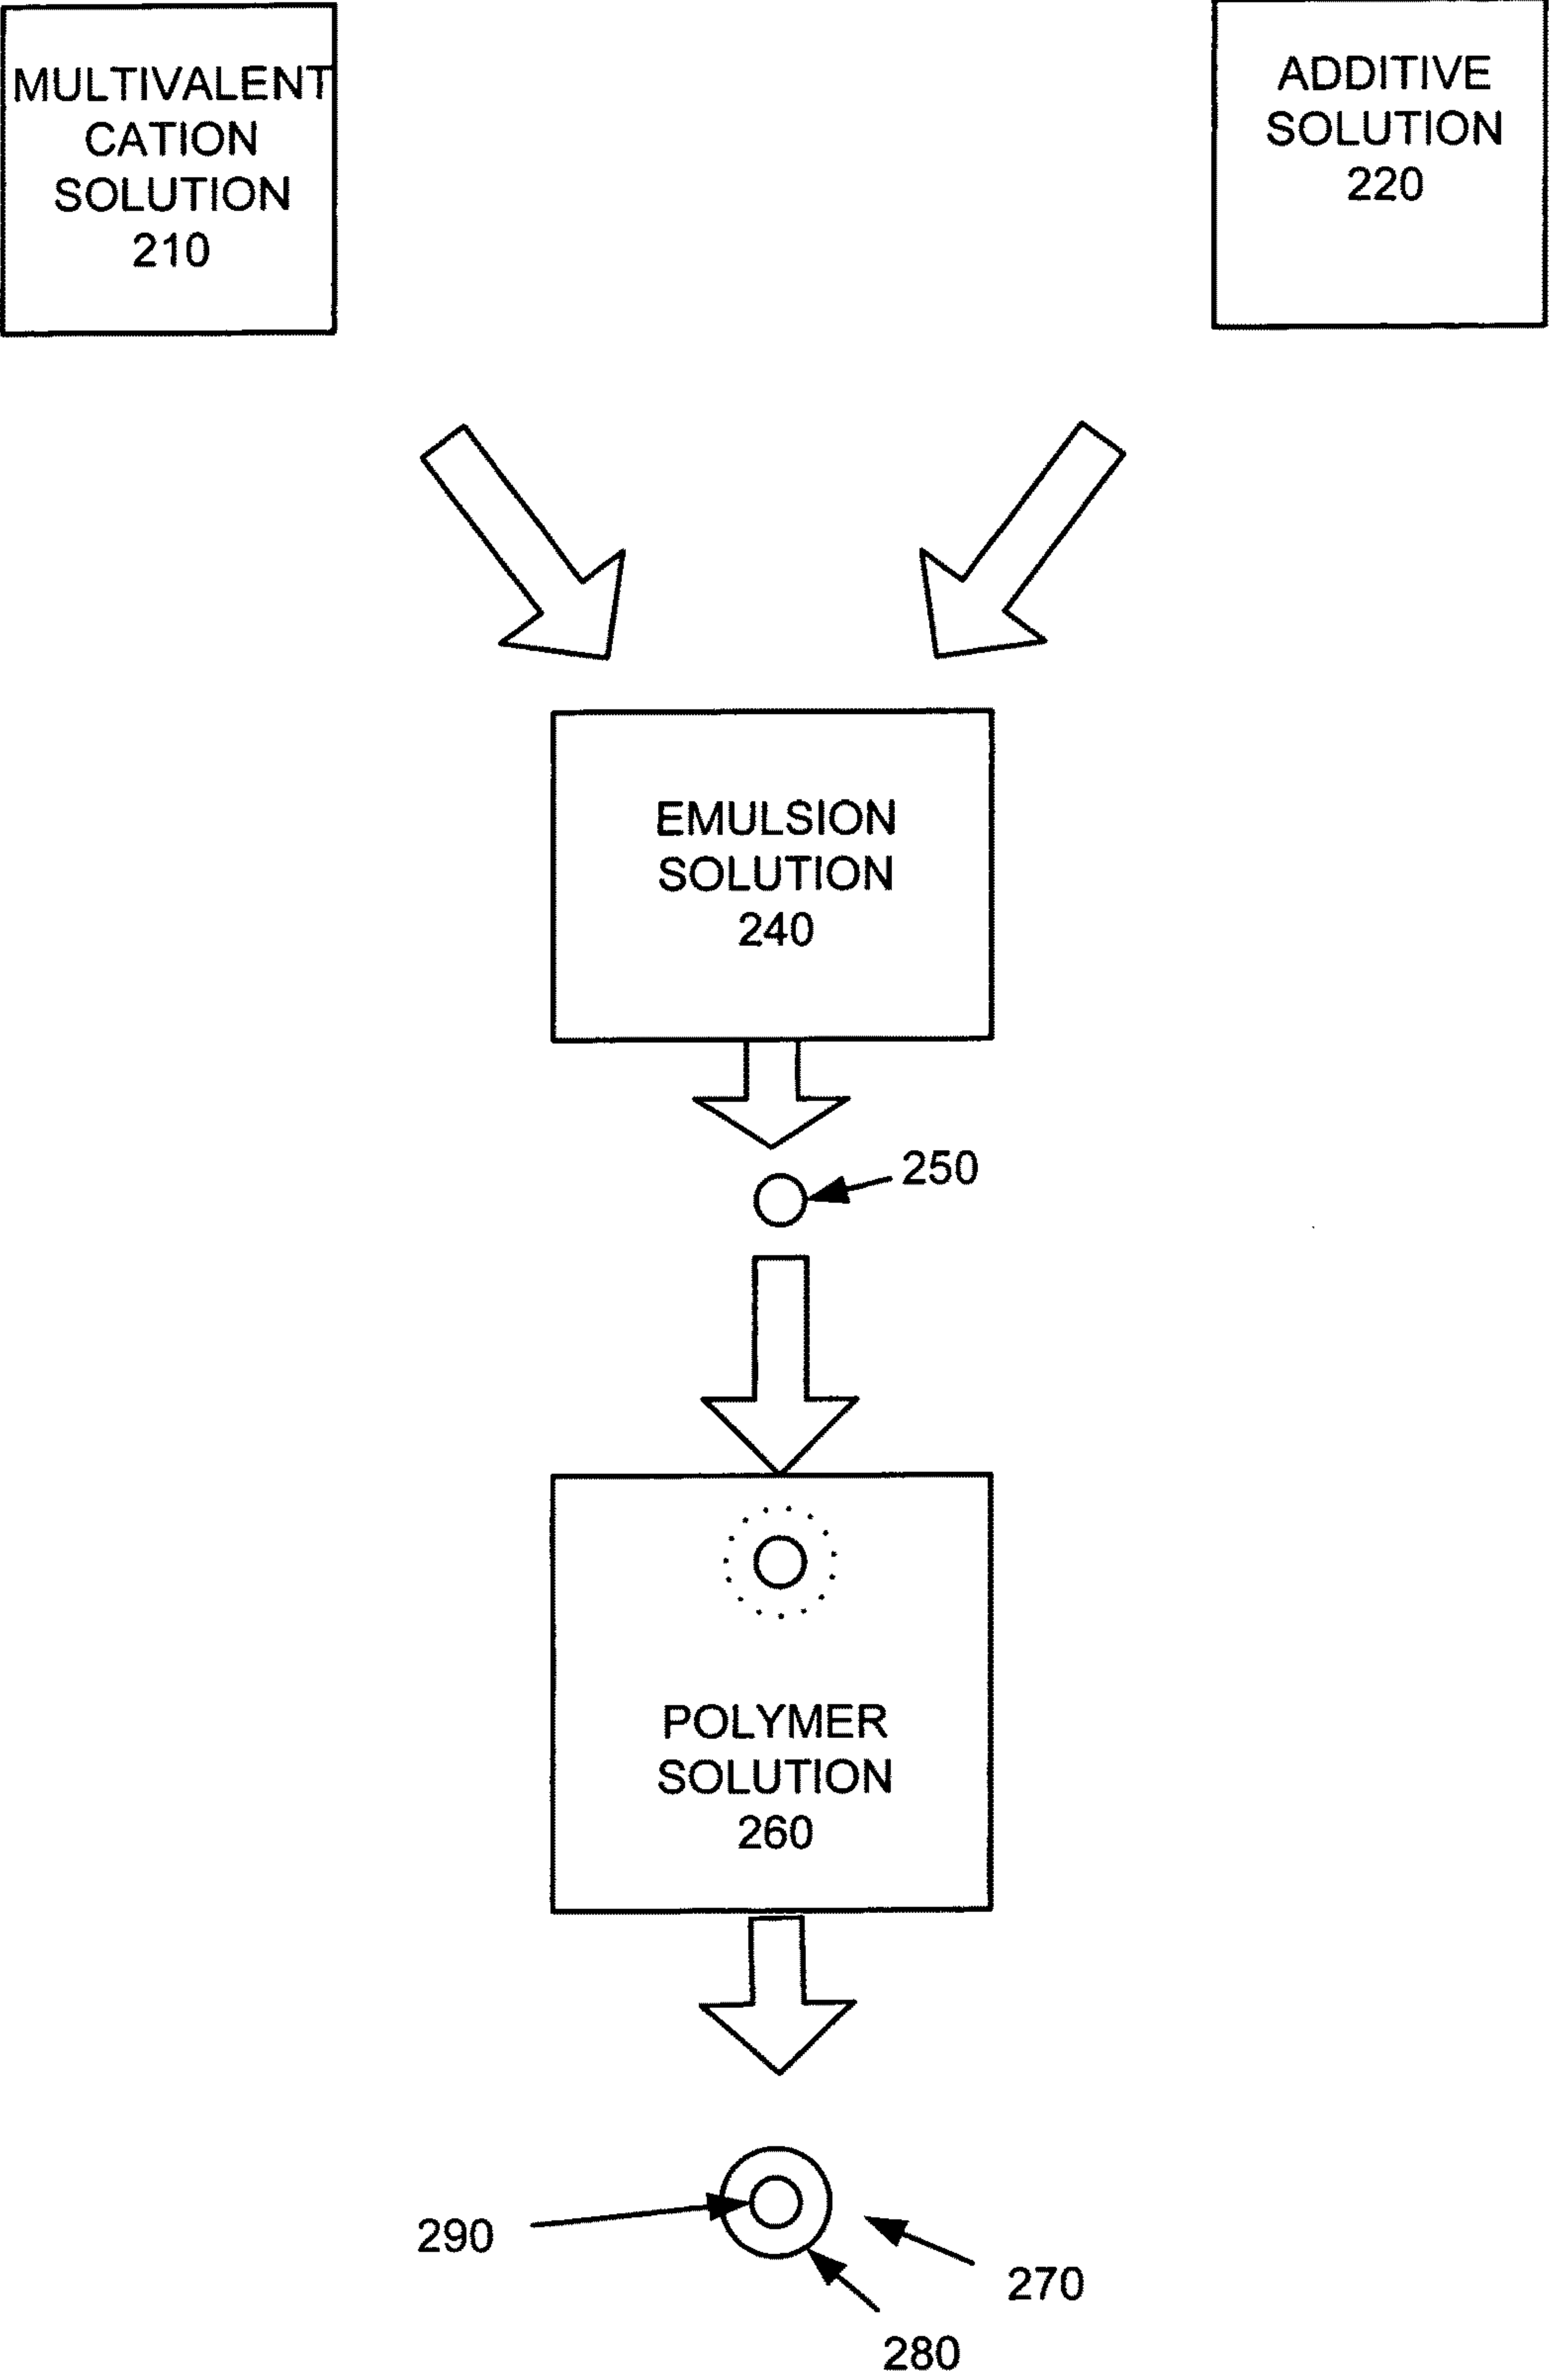 MULTIVALENT
CATION
SOLUTION
210
ADDITIVE
SOLUTION
220
EMULSION
SOLUTION
240
250
POLYMER
SOLUTION
260
290
270
280